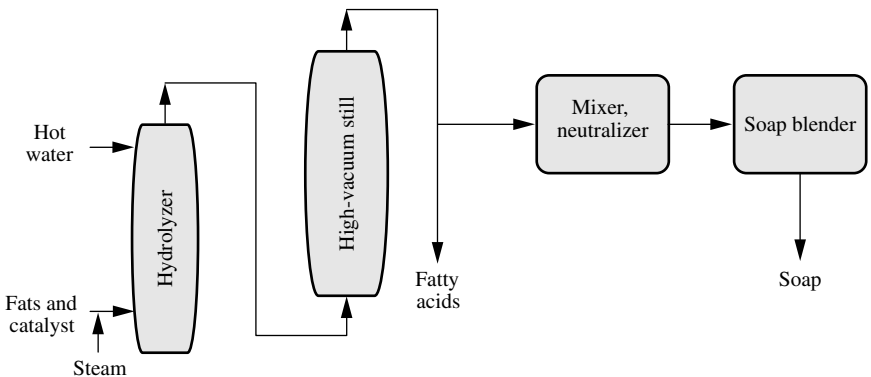 Hot
water
Fats and
catalyst
Steam
Hydrolyzer
High-vacuum still
Fatty
acids
Mixer,
neutralizer
Soap blender
Soap